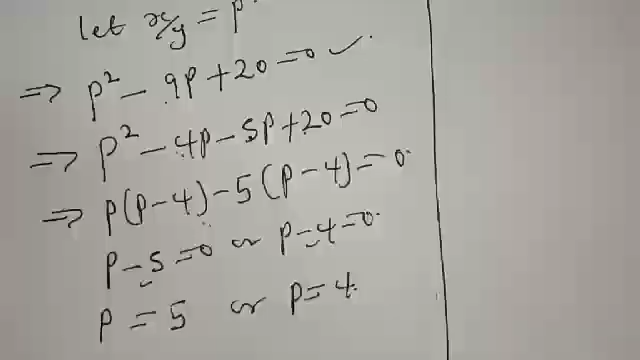 let x/y = p.
⇒ p² - 9p + 20 = 0 ✓.
⇒ p² - 4p - 5p + 20 = 0
⇒ p(p - 4) - 5(p - 4) = 0.
p - 5 = 0 or p - 4 = 0.
p = 5 or p = 4.